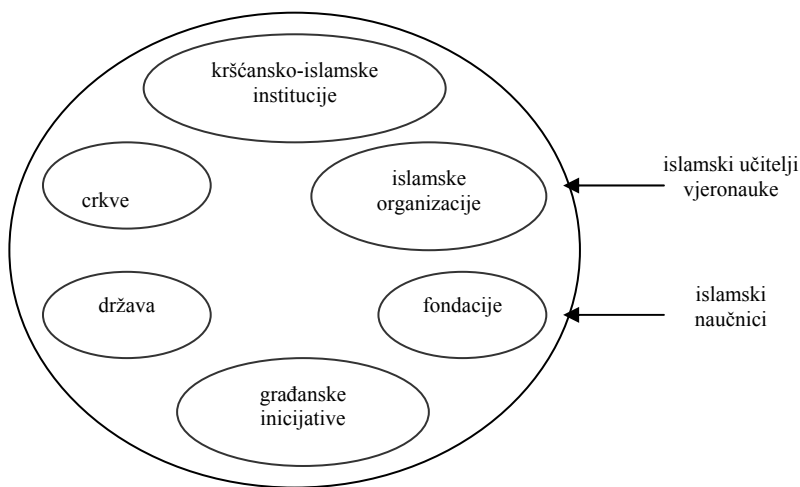 kršćansko-islamske
institucije
crkve
islamske
organizacije
islamski učitelji
vjeronauke
država
fondacije
islamski
naučnici
građanske
inicijative